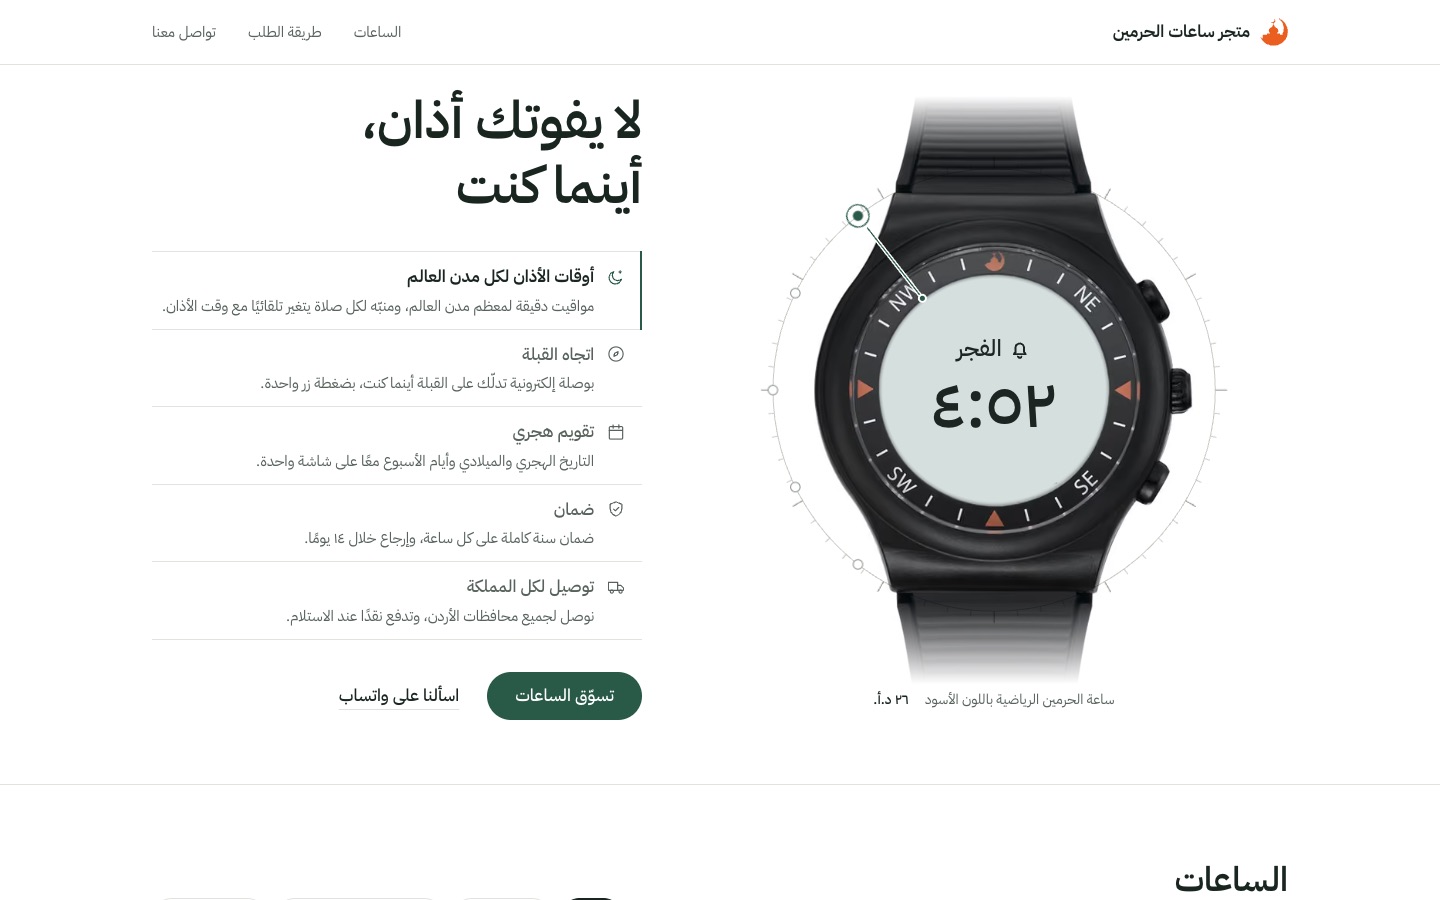 متجر ساعات الحرمين
الساعات
طريقة الطلب
تواصل معنا
NW
NE
الفجر
٤:٥٢
SW
SE
ساعة الحرمين الرياضية باللون الأسود ٢٦ د.أ.
لا يفوتك أذان،
أينما كنت
أوقات الأذان لكل مدن العالم
مواقيت دقيقة لمعظم مدن العالم، ومنبّه لكل صلاة يتغير تلقائيًا مع وقت الأذان.
اتجاه القبلة
بوصلة إلكترونية تدلّك على القبلة أينما كنت، بضغطة زر واحدة.
تقويم هجري
التاريخ الهجري والميلادي وأيام الأسبوع معًا على شاشة واحدة.
ضمان
ضمان سنة كاملة على كل ساعة، وإرجاع خلال ١٤ يومًا.
توصيل لكل المملكة
نوصل لجميع محافظات الأردن، وتدفع نقدًا عند الاستلام.
تسوّق الساعات
اسألنا على واتساب
الساعات